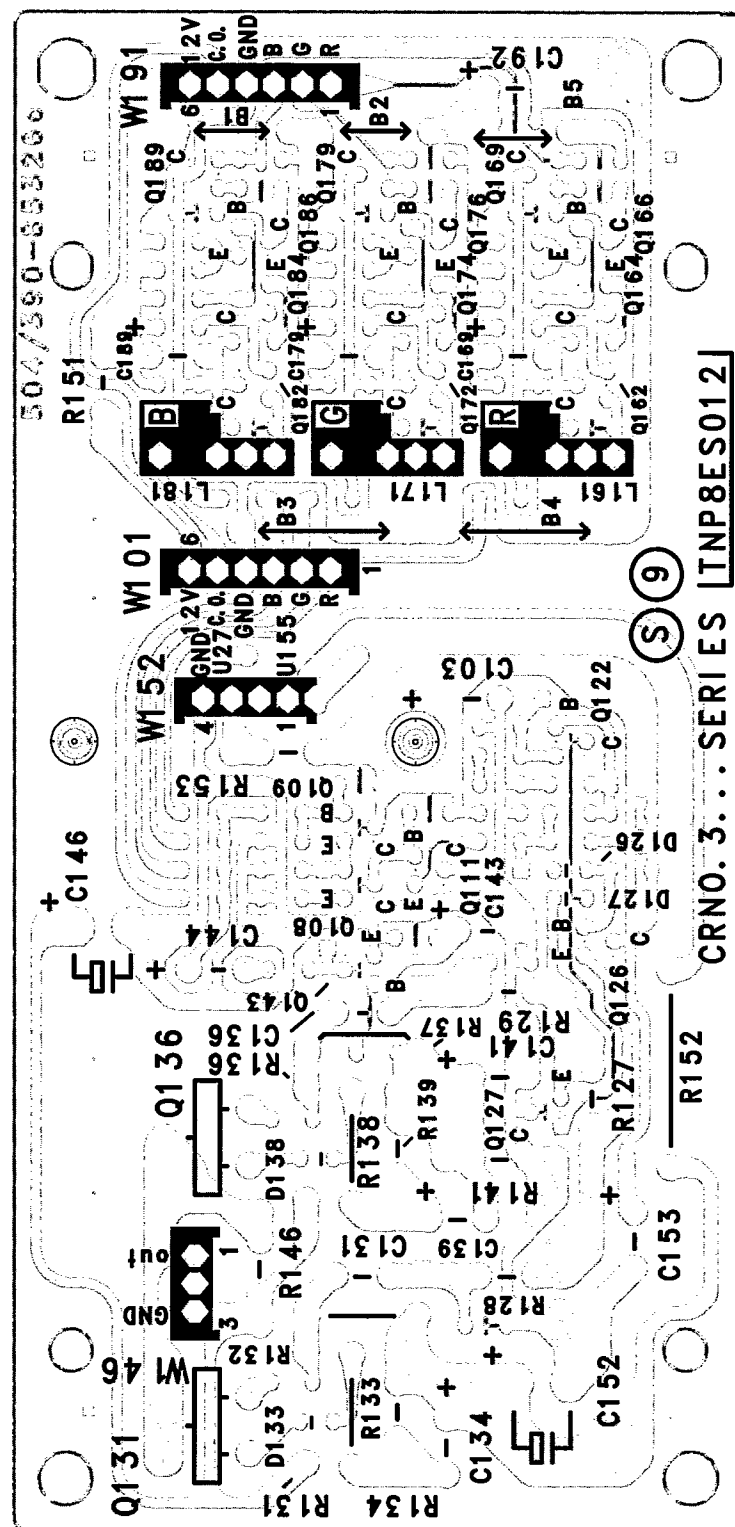 W191
12V
C.O.
GND
B
G
R
6
1
C192
B1
B2
B5
Q189
C
Q179
C
Q169
C
B
Q186
B
Q176
B
Q166
E
C
E
C
E
C
E
E
E
Q184
Q174
Q164
C
C
C
R151
C189
C179
C169
Q182
Q172
Q162
C
C
C
B
G
R
L181
L171
L161
B3
B4
W101
6
1
12V
C.O.
GND
B
G
R
W152
GND
U27
U155
4
1
C103
R153
Q109
B
E
E
C
B
C
C
E
Q111
C143
B
Q122
C
D126
D127
C146
C144
Q108
E
B
E
B
C
Q126
Q143
C136
R136
R137
R129
C141
Q136
D138
R138
R139
Q127
C
E
R127
R152
R141
out
GND
1
3
R146
C131
C139
R128
C153
W146
R132
Q131
D133
R133
R131
R134
C134
C152
CRNO.3...SERIES
S
9
TNP8ES012